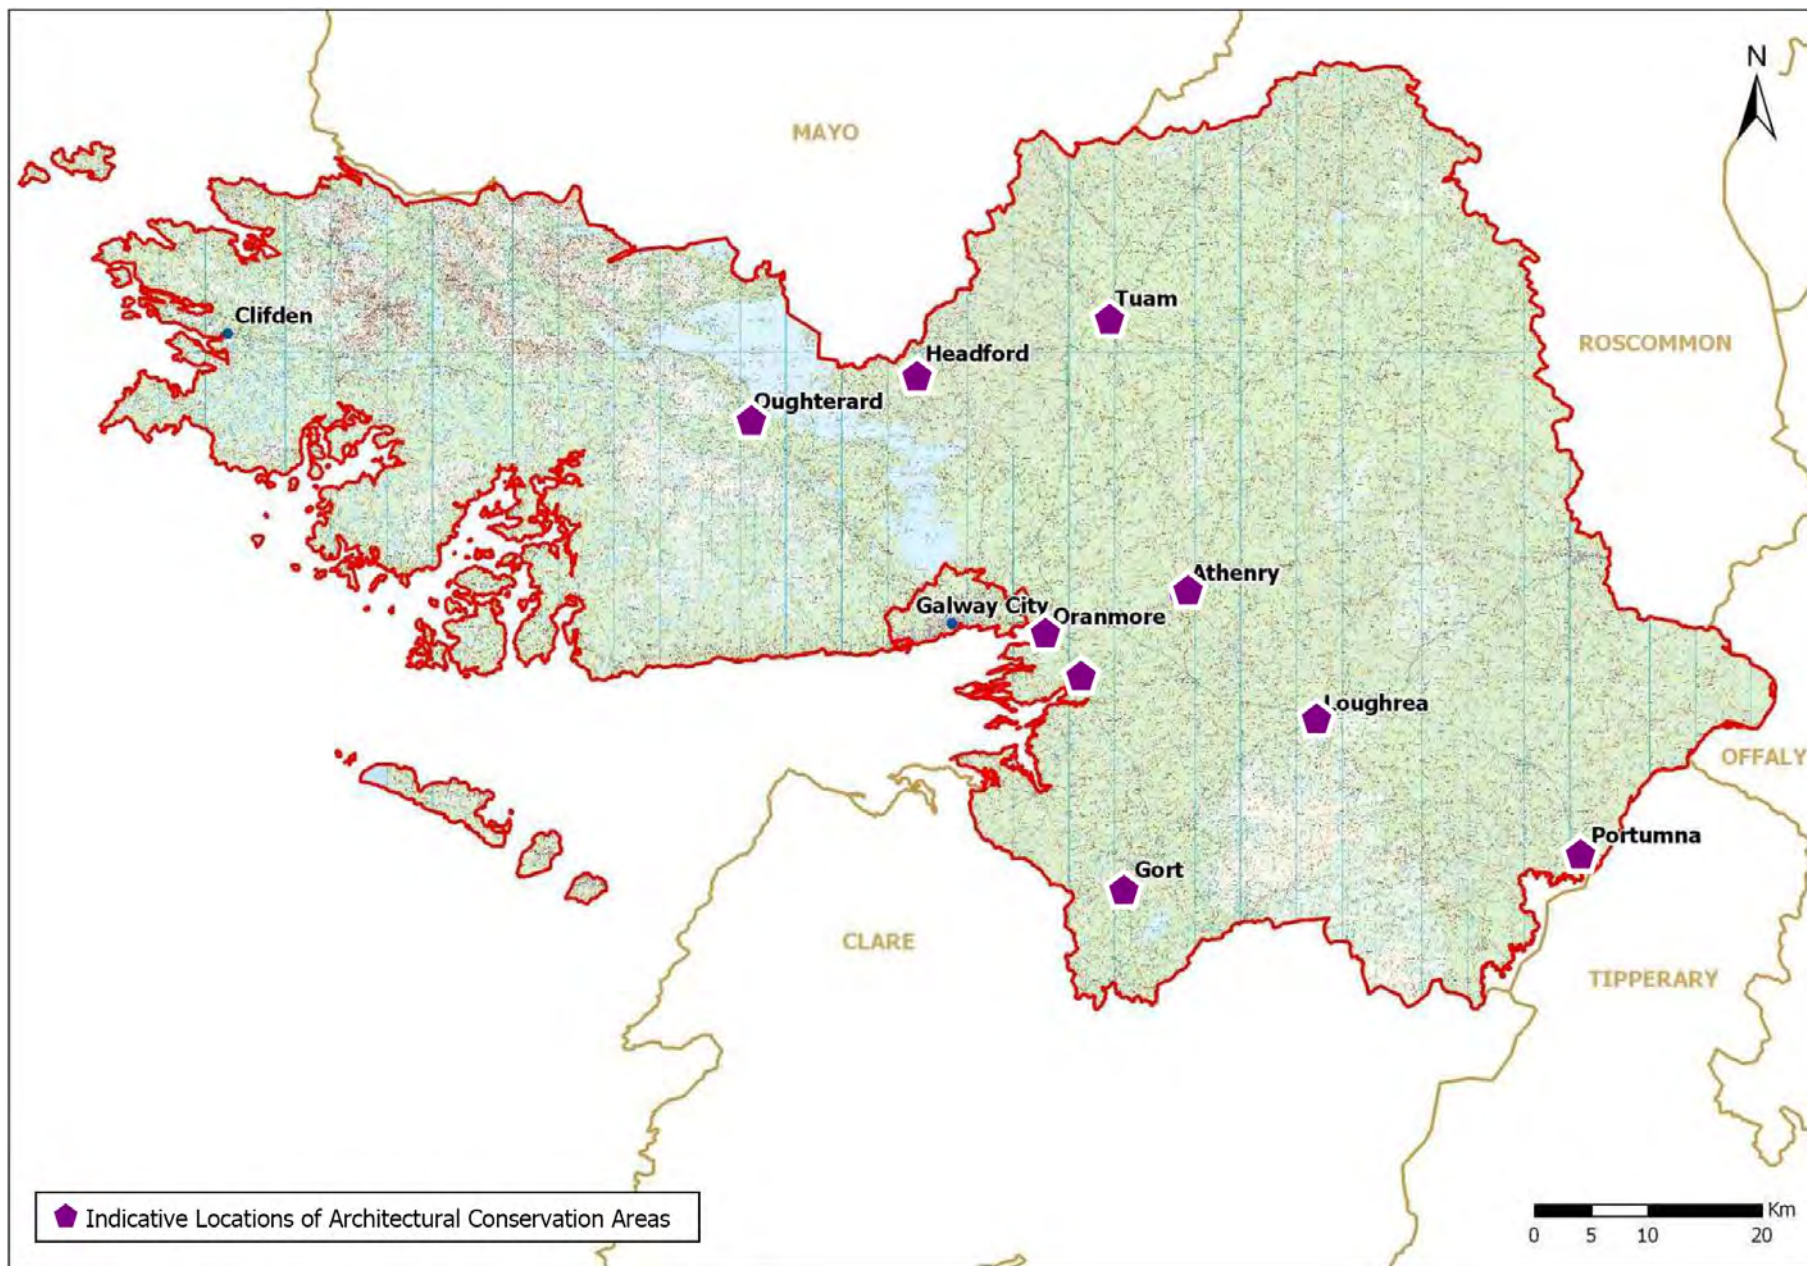 N
MAYO
Clifden
Tuam
ROSCOMMON
Headford
Oughterard
Athenry
Galway City
Oranmore
Loughrea
OFFALY
Portumna
Gort
CLARE
TIPPERARY
Indicative Locations of Architectural Conservation Areas
Km
0 5 10 20